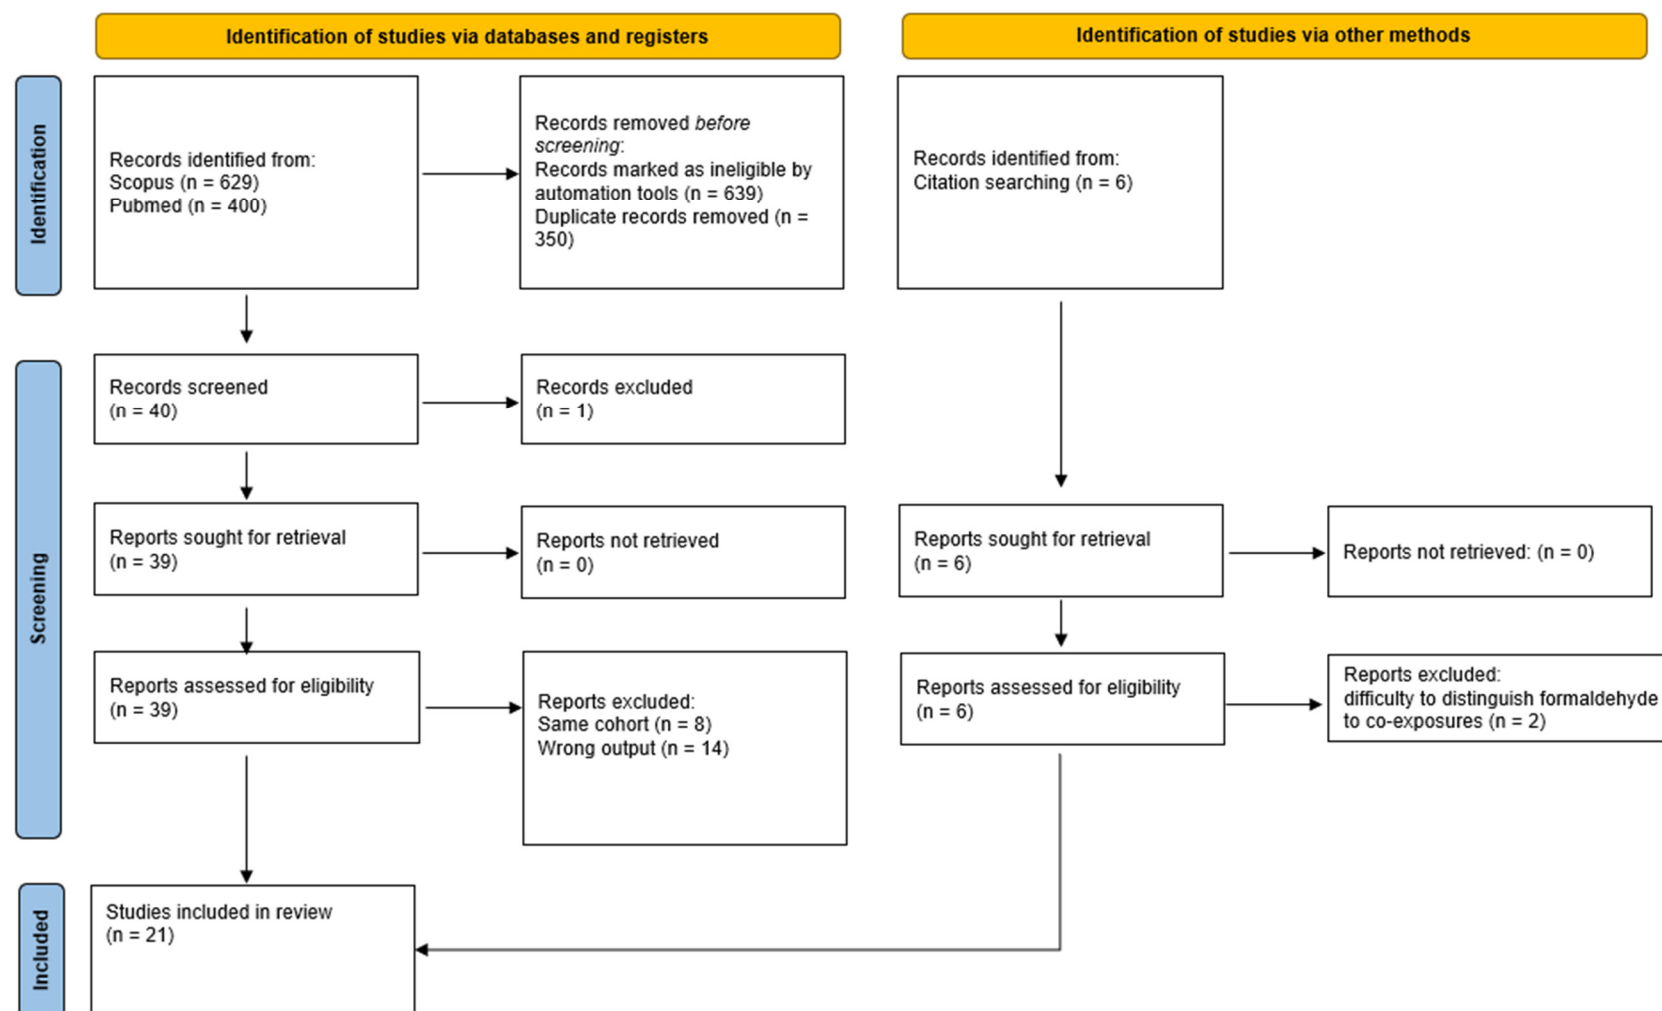 Identification of studies via databases and registers
Identification of studies via other methods
Identification
Records identified from:
Scopus (n = 629)
Pubmed (n = 400)
Records removed before
screening:
Records marked as ineligible by
automation tools (n = 639)
Duplicate records removed (n =
350)
Records identified from:
Citation searching (n = 6)
Screening
Records screened
(n = 40)
Records excluded
(n = 1)
Reports sought for retrieval
(n = 39)
Reports not retrieved
(n = 0)
Reports sought for retrieval
(n = 6)
Reports not retrieved: (n = 0)
Reports assessed for eligibility
(n = 39)
Reports excluded:
Same cohort (n = 8)
Wrong output (n = 14)
Reports assessed for eligibility
(n = 6)
Reports excluded:
difficulty to distinguish formaldehyde
to co-exposures (n = 2)
Included
Studies included in review
(n = 21)